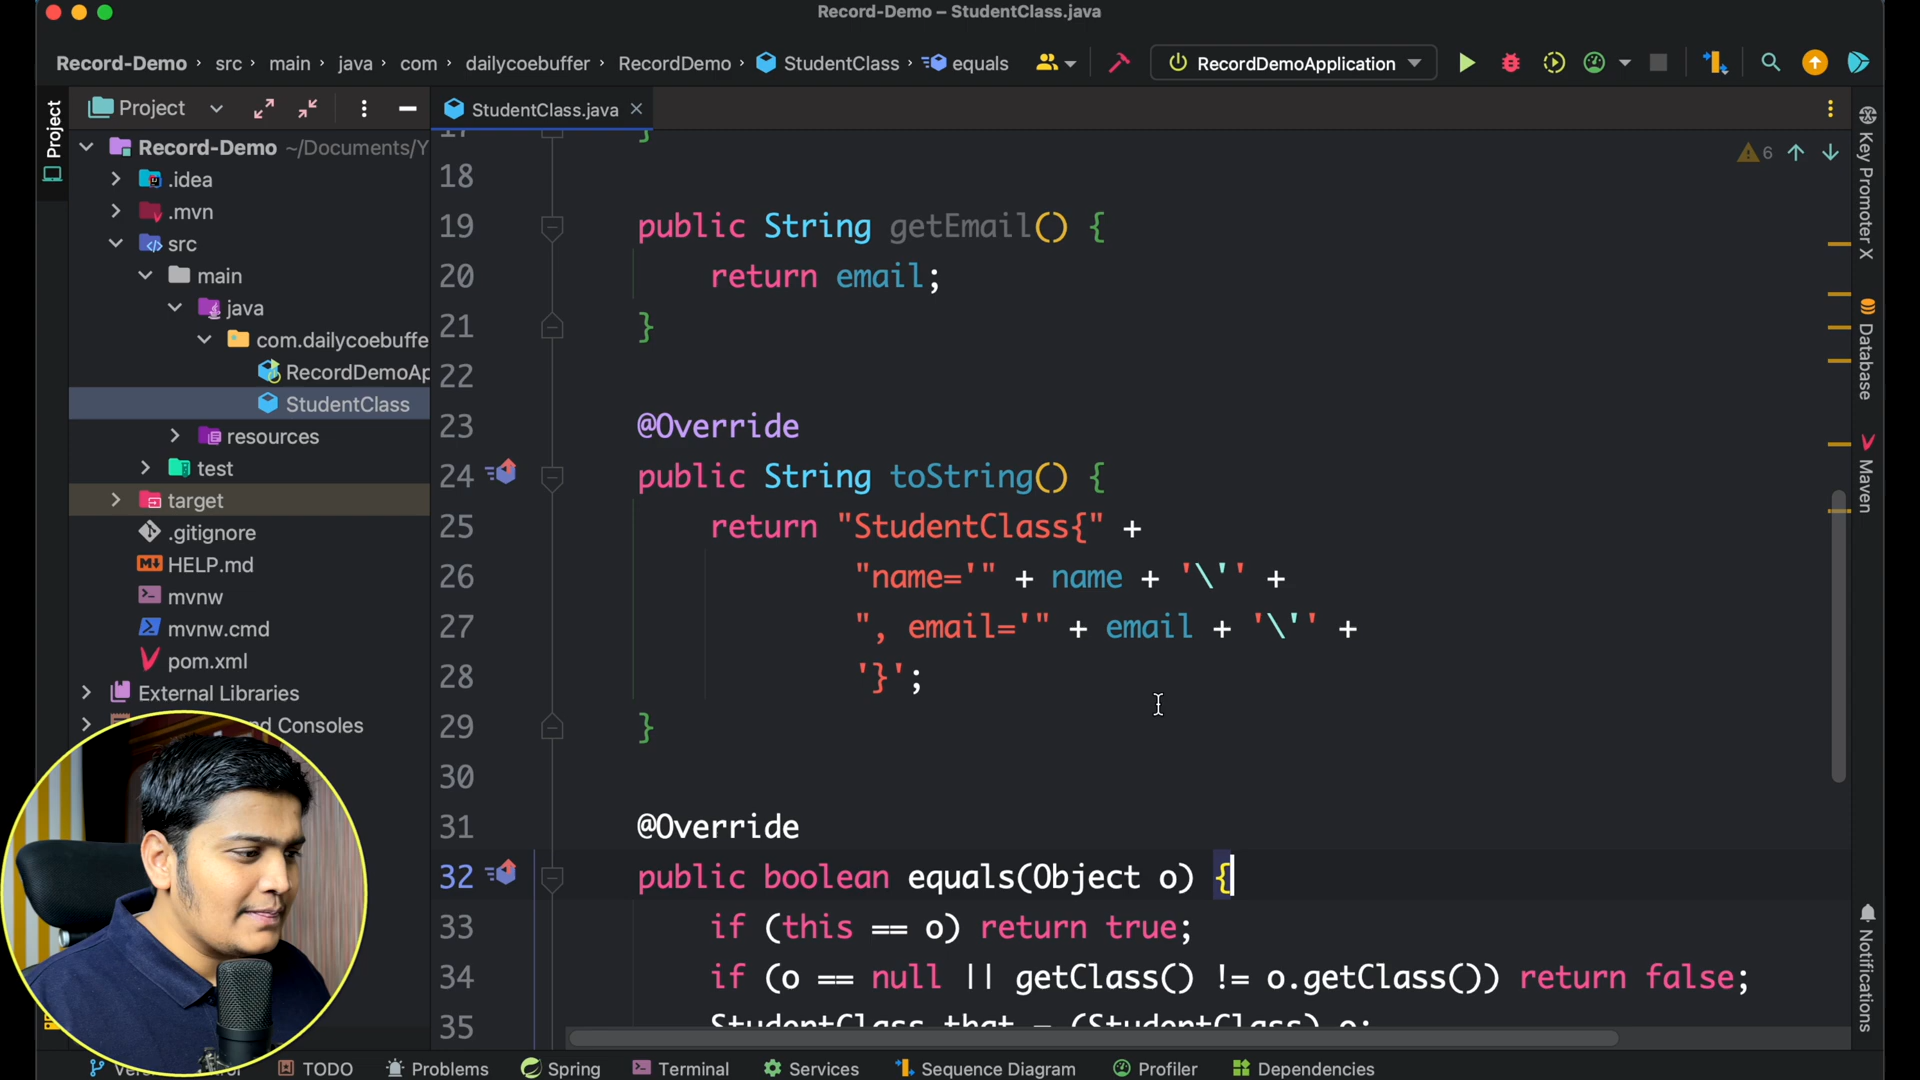 Record-Demo – StudentClass.java
Record-Demo › src › main › java › com › dailycoebuffer › RecordDemo › StudentClass › equals
RecordDemoApplication
Project
Project
StudentClass.java
Record-Demo ~/Documents/Y
.idea
.mvn
src
main
java
com.dailycoebuffe
RecordDemoAp
StudentClass
resources
test
target
.gitignore
HELP.md
mvnw
mvnw.cmd
pom.xml
External Libraries
nd Consoles
6
17 }
18
19 public String getEmail() {
20 return email;
21 }
22
23 @Override
24 public String toString() {
25 return "StudentClass{" +
26 "name='" + name + '\'' +
27 ", email='" + email + '\'' +
28 '}';
29 }
30
31 @Override
32 public boolean equals(Object o) {
33 if (this == o) return true;
34 if (o == null || getClass() != o.getClass()) return false;
35 StudentClass that = (StudentClass) o;
Key Promoter X
Database
Maven
Notifications
TODO
Problems
Spring
Terminal
Services
Sequence Diagram
Profiler
Dependencies